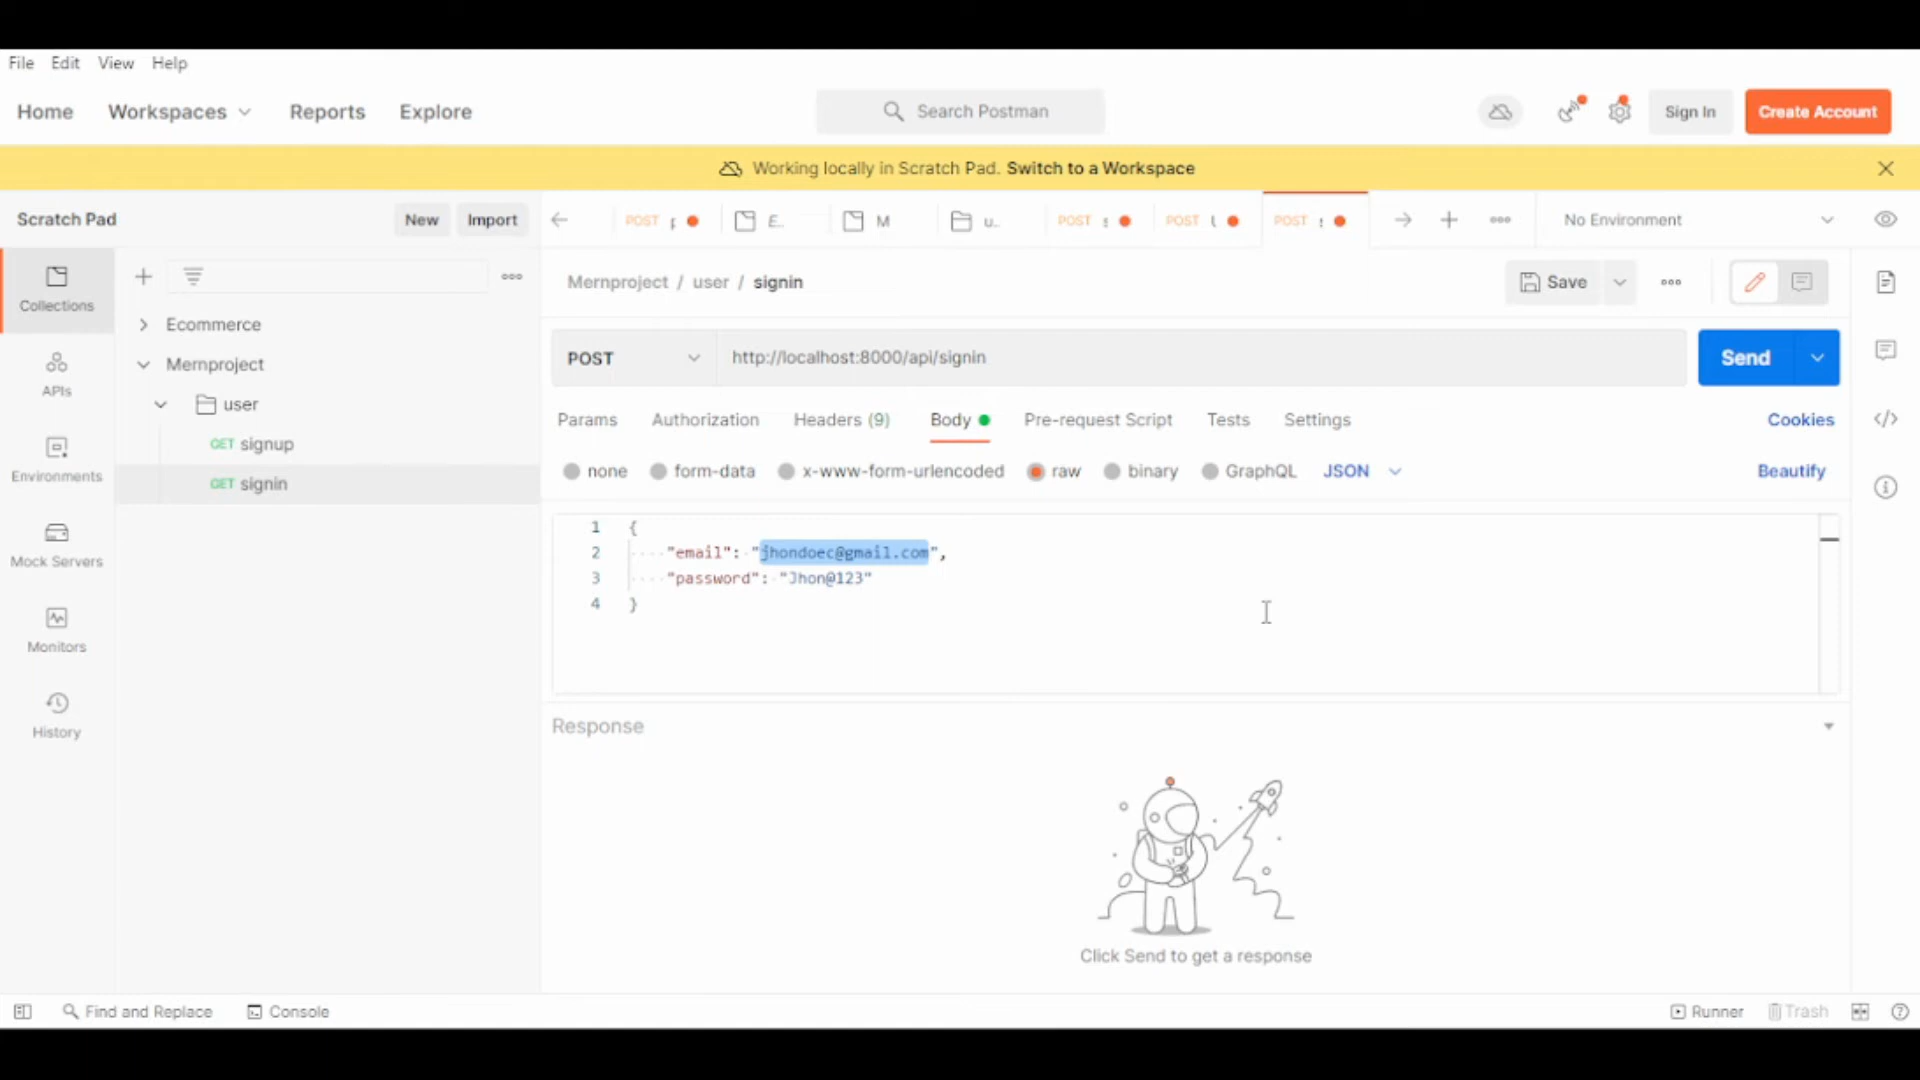 File Edit View Help
Home Workspaces Reports Explore Search Postman Sign In Create Account
Working locally in Scratch Pad. Switch to a Workspace
Scratch Pad New Import POST E.. M u.. POST POST POST No Environment
Collections
Ecommerce
Mernproject
user
GET signup
GET signin
APIs
Environments
Mock Servers
Monitors
History
Mernproject / user / signin Save
POST http://localhost:8000/api/signin Send
Params Authorization Headers (9) Body Pre-request Script Tests Settings Cookies
none form-data x-www-form-urlencoded raw binary GraphQL JSON Beautify
1 {
2 "email": "jhondoec@gmail.com",
3 "password": "Jhon@123"
4 }
Response
Click Send to get a response
Find and Replace Console Runner Trash